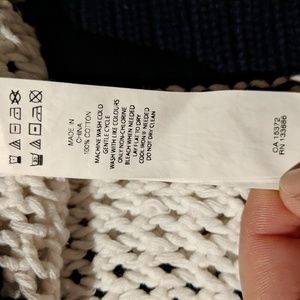 MADE IN
CHINA
100% COTTON
MACHINE WASH COLD
GENTLE CYCLE
WASH WITH LIKE COLOURS
ONLY NON-CHLORINE
BLEACH WHEN NEEDED
LAY FLAT TO DRY
COOL IRON IF NEEDED
DO NOT DRY CLEAN
CA 15372
RN 133686